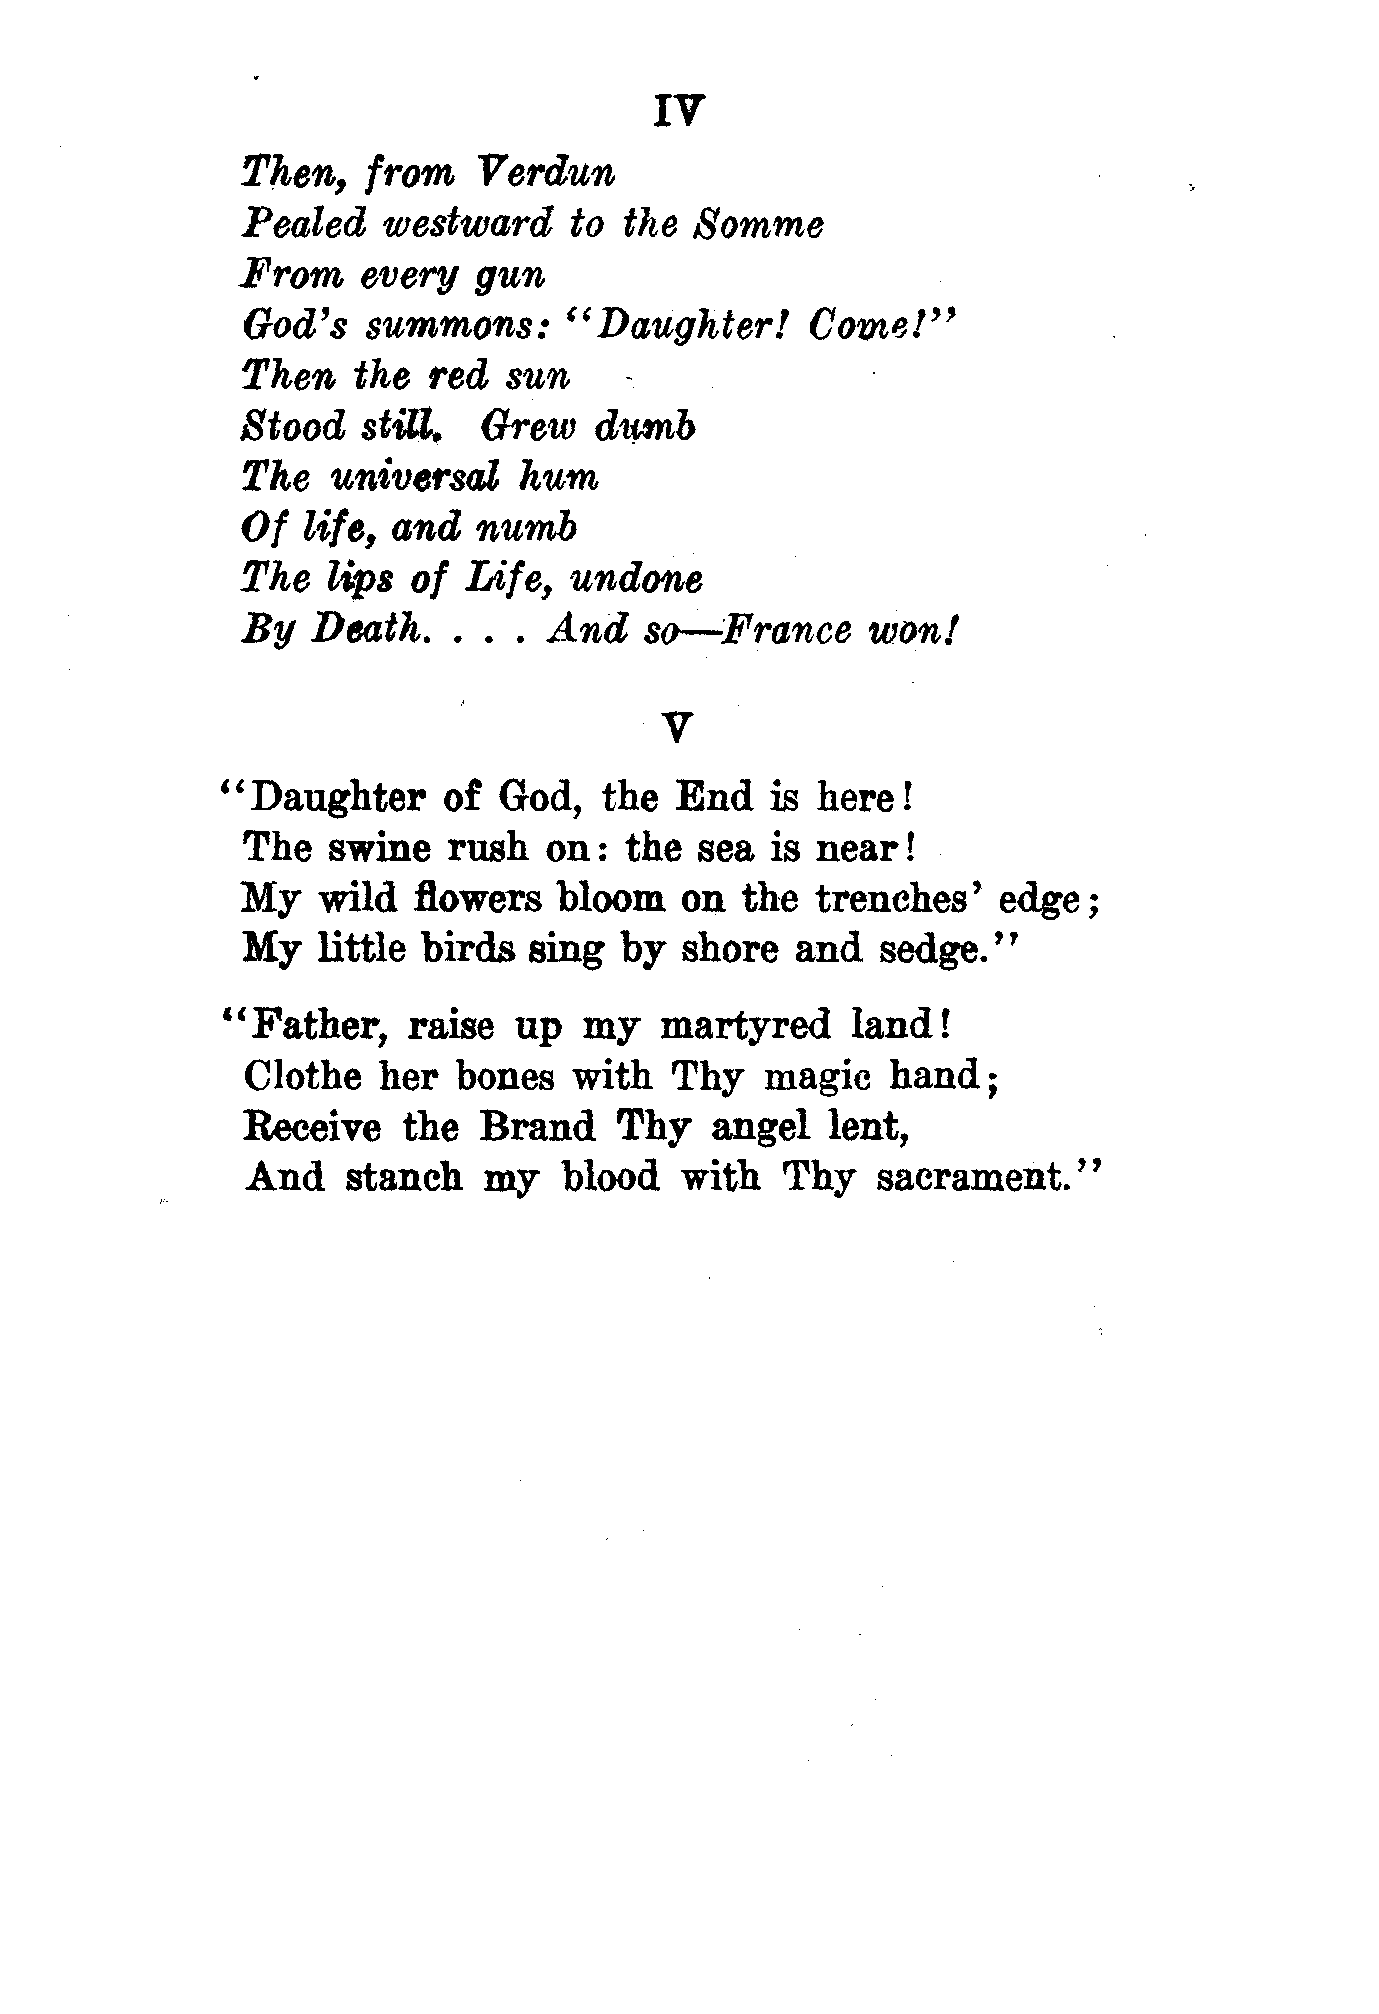 IV
Then, from Verdun
Pealed westward to the Somme
From every gun
God's summons: "Daughter! Come!"
Then the red sun
Stood still. Grew dumb
The universal hum
Of life, and numb
The lips of Life, undone
By Death. . . . And so—France won!
V
"Daughter of God, the End is here!
The swine rush on: the sea is near!
My wild flowers bloom on the trenches' edge;
My little birds sing by shore and sedge."
"Father, raise up my martyred land!
Clothe her bones with Thy magic hand;
Receive the Brand Thy angel lent,
And stanch my blood with Thy sacrament."